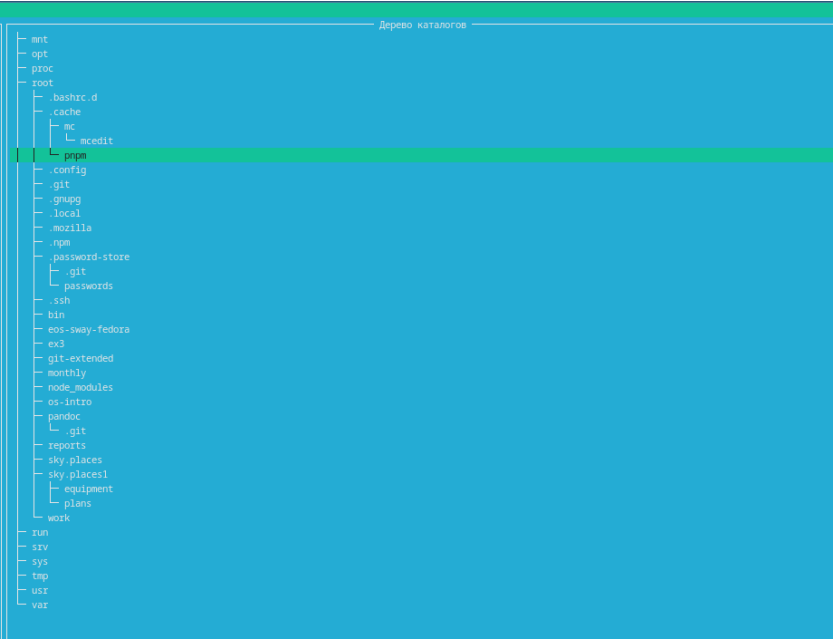 Дерево каталогов
mnt
opt
proc
root
.bashrc.d
.cache
mc
mcedit
pnpm
.config
.git
.gnupg
.local
.mozilla
.npm
.password-store
.git
passwords
.ssh
bin
eos-sway-fedora
ex3
git-extended
monthly
node_modules
os-intro
pandoc
.git
reports
sky.places
sky.places1
equipment
plans
work
run
srv
sys
tmp
usr
var